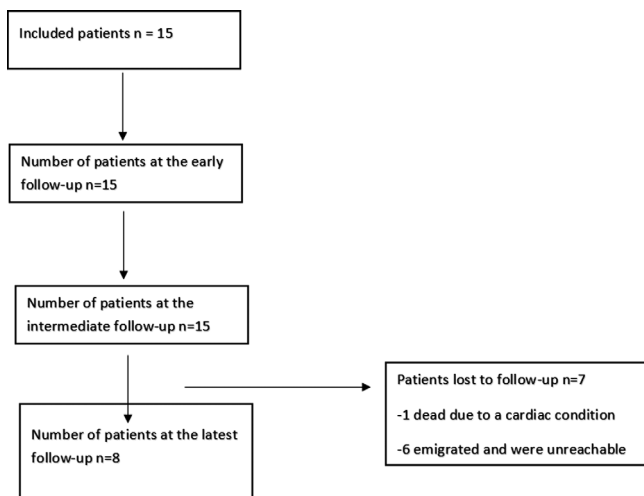 Included patients n = 15
Number of patients at the early
follow-up n=15
Number of patients at the
intermediate follow-up n=15
Patients lost to follow-up n=7
-1 dead due to a cardiac condition
-6 emigrated and were unreachable
Number of patients at the latest
follow-up n=8